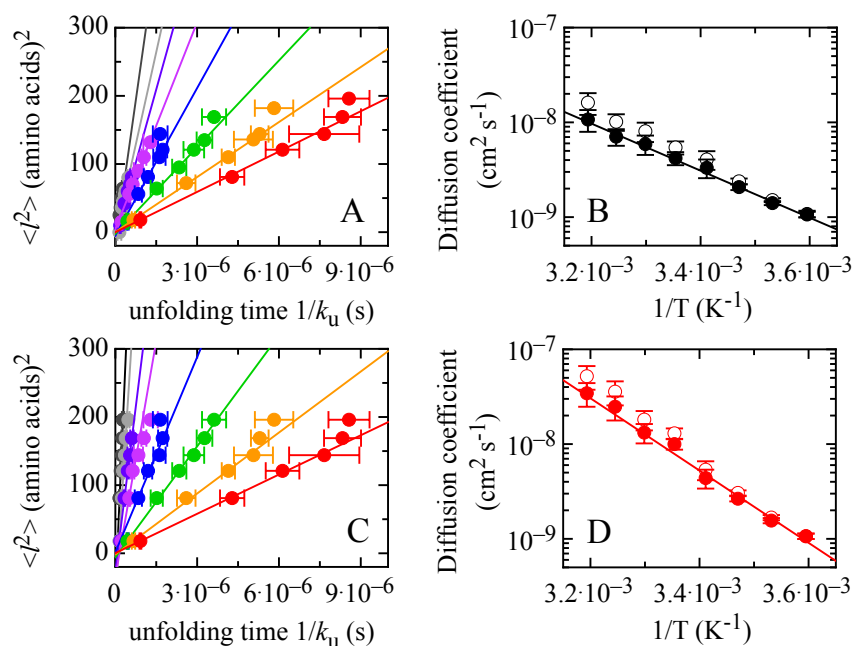 300
200
100
0
<l²> (amino acids)²
A
0 3·10⁻⁶ 6·10⁻⁶ 9·10⁻⁶
unfolding time 1/kᵤ (s)
10⁻⁷
10⁻⁸
10⁻⁹
Diffusion coefficient
(cm² s⁻¹)
B
3.2·10⁻³ 3.4·10⁻³ 3.6·10⁻³
1/T (K⁻¹)
300
200
100
0
<l²> (amino acids)²
C
0 3·10⁻⁶ 6·10⁻⁶ 9·10⁻⁶
unfolding time 1/kᵤ (s)
10⁻⁷
10⁻⁸
10⁻⁹
Diffusion coefficient
(cm² s⁻¹)
D
3.2·10⁻³ 3.4·10⁻³ 3.6·10⁻³
1/T (K⁻¹)